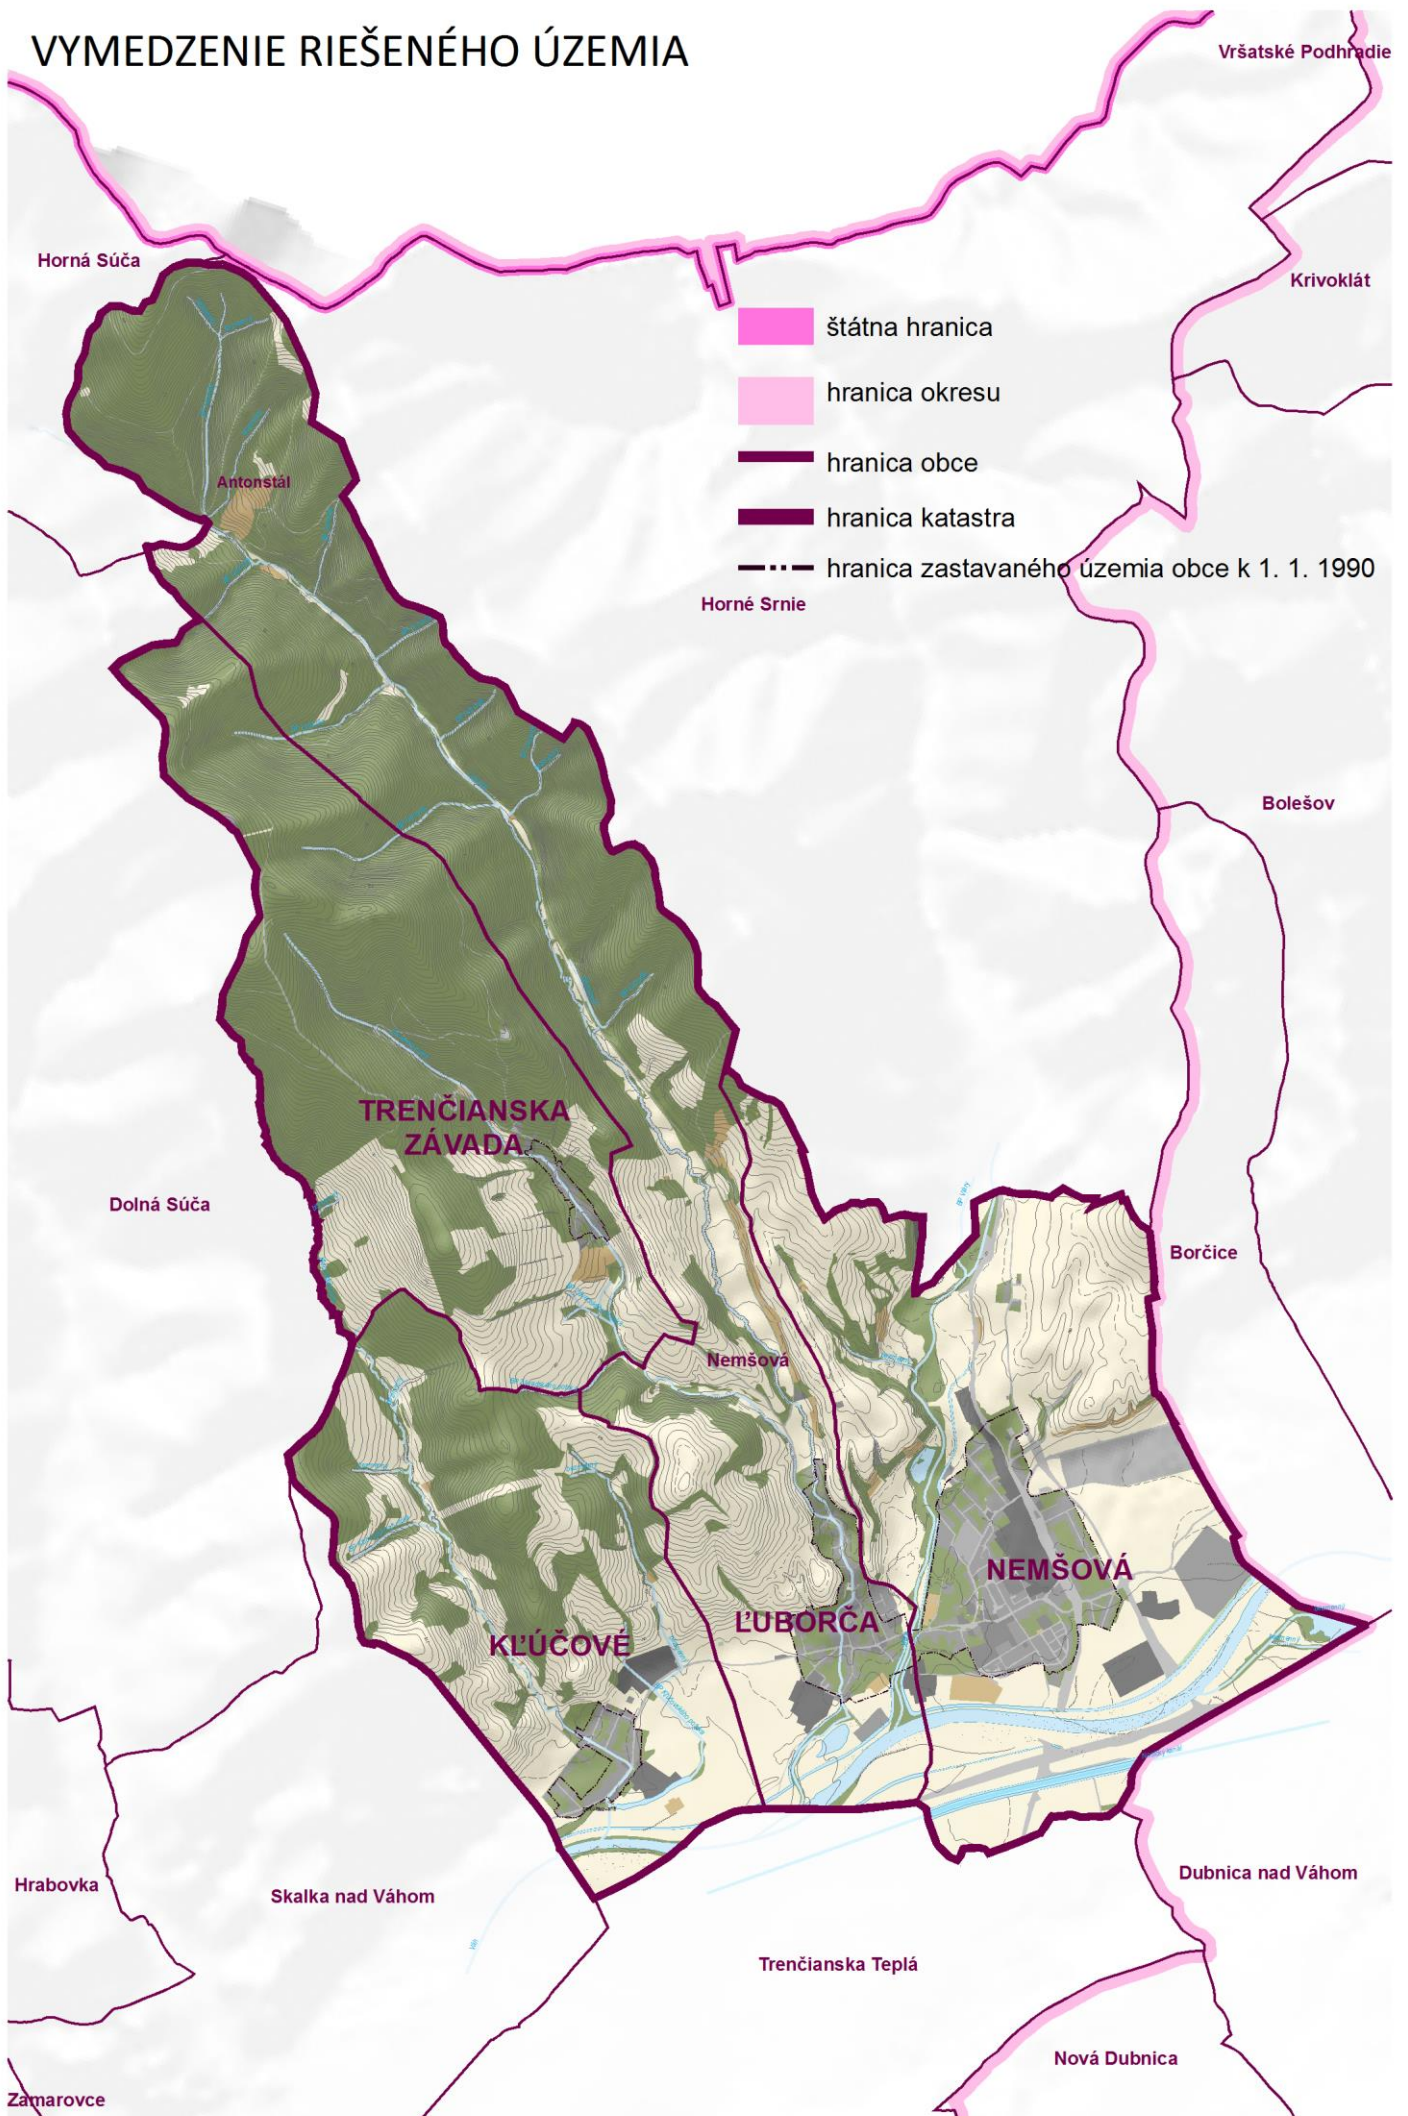 VYMEDZENIE RIEŠENÉHO ÚZEMIA
Vršatské Podhradie
Horná Súča
Krivoklát
štátna hranica
hranica okresu
hranica obce
hranica katastra
hranica zastavaného územia obce k 1. 1. 1990
Antonstál
Horné Srnie
Bolešov
TRENČIANSKA
ZÁVADA
Dolná Súča
Borčice
Nemšová
NEMŠOVÁ
ĽUBORČA
KĽÚČOVÉ
Hrabovka
Skalka nad Váhom
Dubnica nad Váhom
Trenčianska Teplá
Nová Dubnica
Zamarovce
Váh